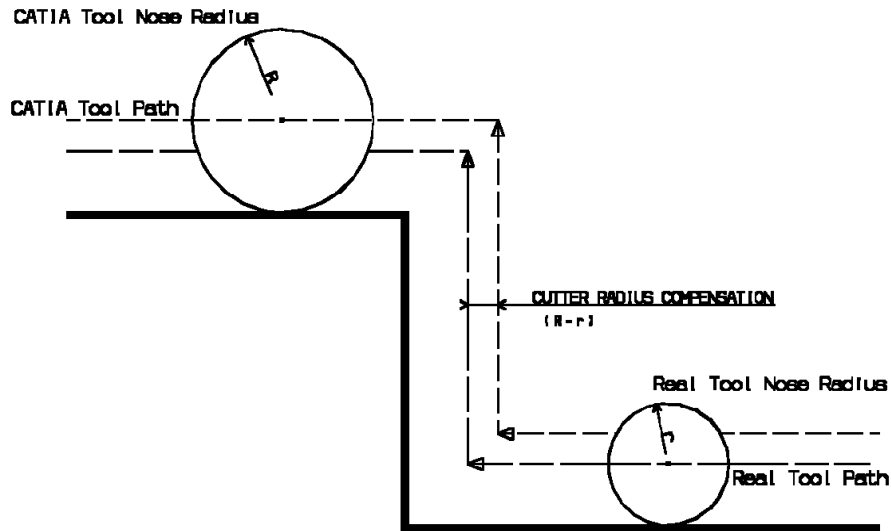 CATIA Tool Nose Radius
R
CATIA Tool Path
CUTTER RADIUS COMPENSATION
(R-r)
Real Tool Nose Radius
r
Real Tool Path